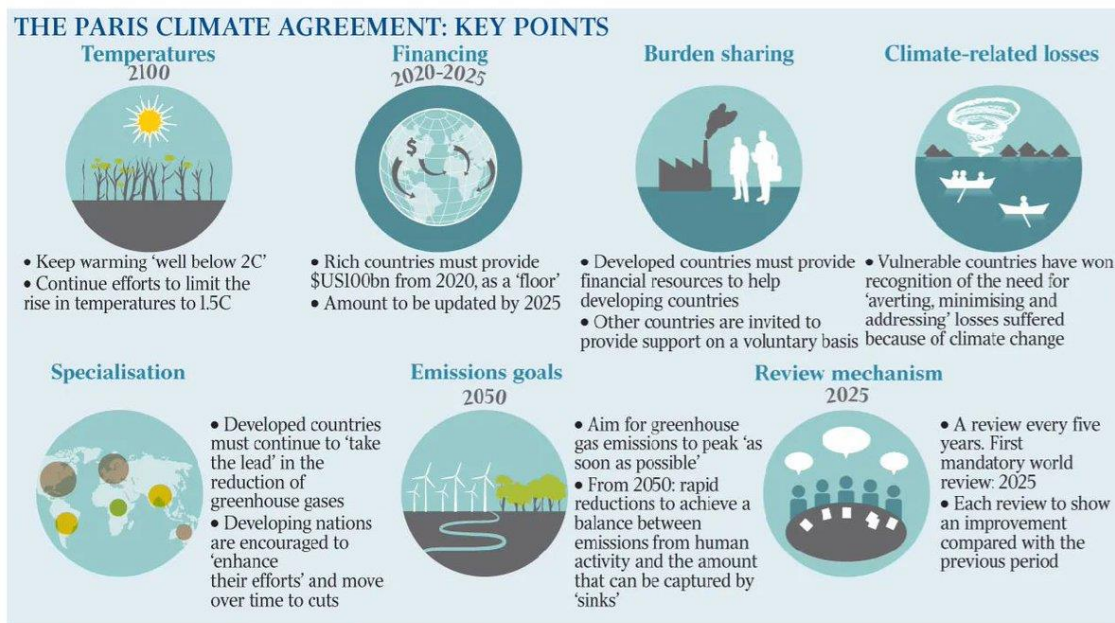 THE PARIS CLIMATE AGREEMENT: KEY POINTS
Temperatures
2100
• Keep warming ‘well below 2C’
• Continue efforts to limit the
rise in temperatures to 1.5C
Financing
2020-2025
$
• Rich countries must provide
$US100bn from 2020, as a ‘floor’
• Amount to be updated by 2025
Burden sharing
• Developed countries must provide
financial resources to help
developing countries
• Other countries are invited to
provide support on a voluntary basis
Climate-related losses
• Vulnerable countries have won
recognition of the need for
‘averting, minimising and
addressing’ losses suffered
because of climate change
Specialisation
• Developed countries
must continue to ‘take
the lead’ in the
reduction of
greenhouse gases
• Developing nations
are encouraged to
‘enhance
their efforts’ and move
over time to cuts
Emissions goals
2050
• Aim for greenhouse
gas emissions to peak ‘as
soon as possible’
• From 2050: rapid
reductions to achieve a
balance between
emissions from human
activity and the amount
that can be captured by
‘sinks’
Review mechanism
2025
• A review every five
years. First
mandatory world
review: 2025
• Each review to show
an improvement
compared with the
previous period